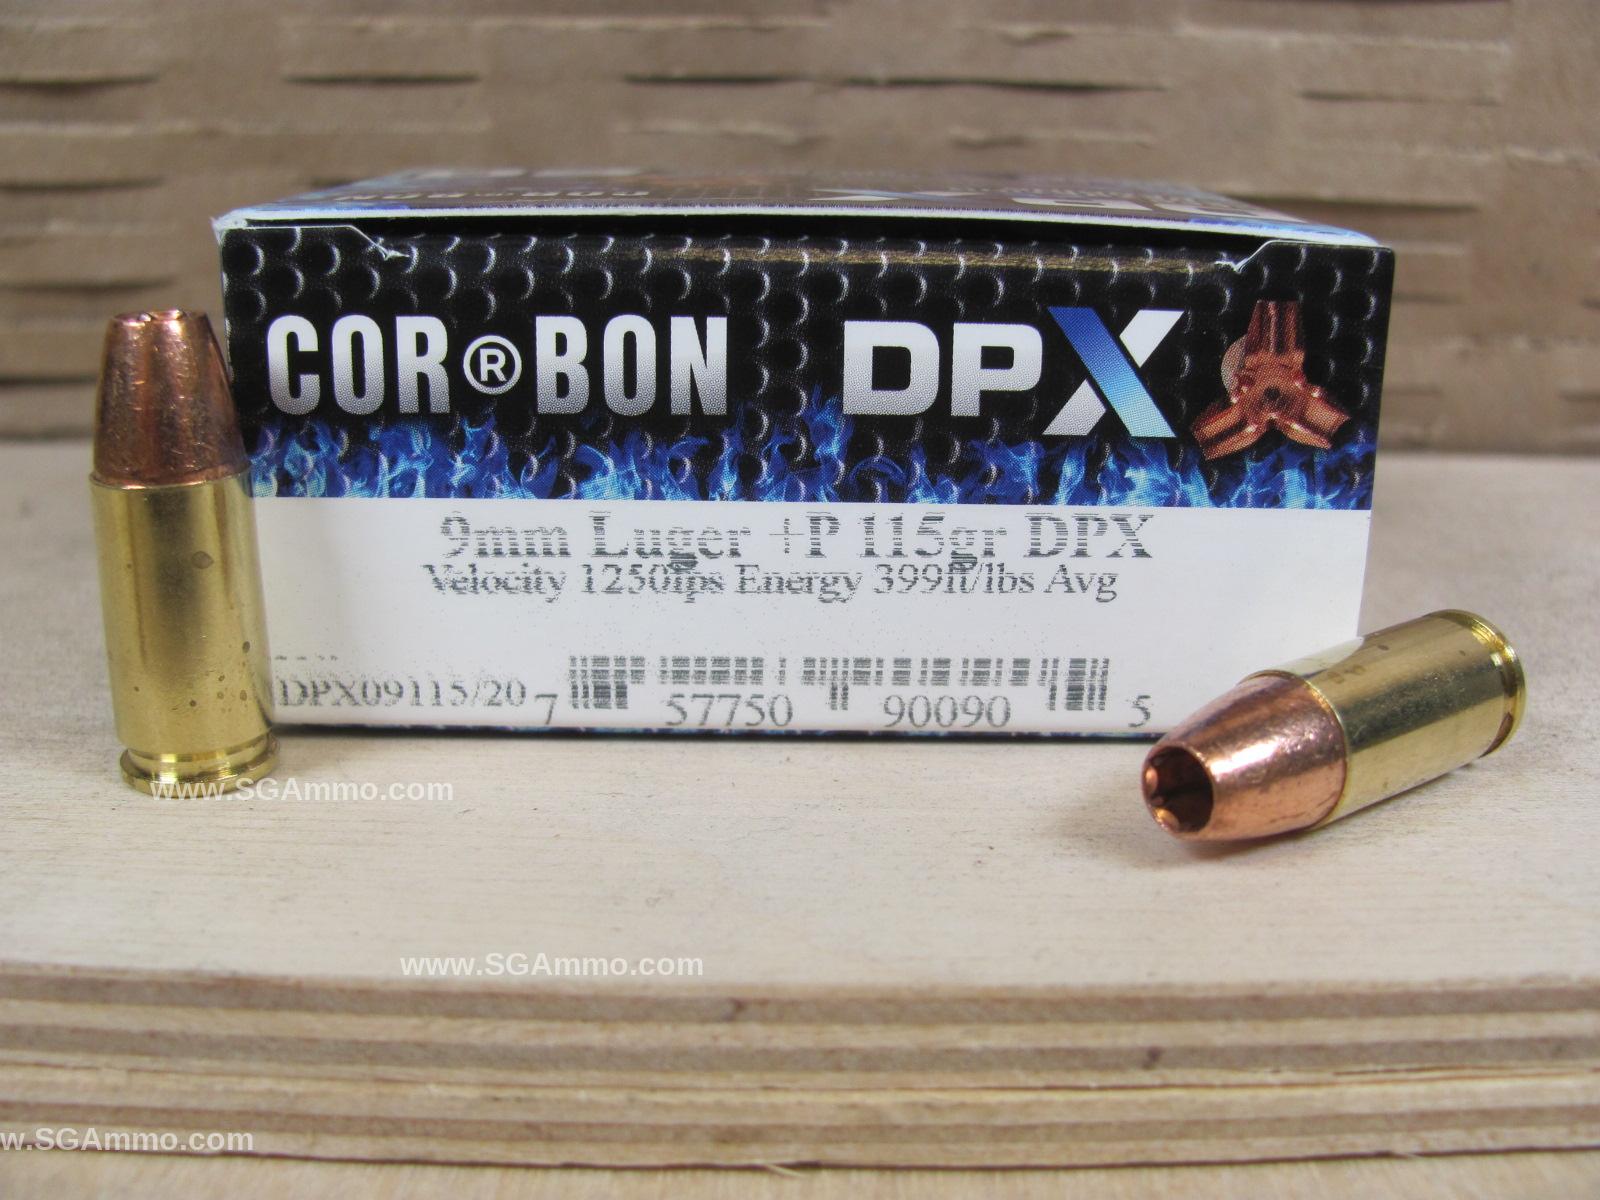 COR®BON DPX
9mm Luger +P 115gr DPX
Velocity 1250fps Energy 399ft/lbs Avg
DPX09115/20
7 57750 90090 5
www.SGAmmo.com
www.SGAmmo.com
w.SGAmmo.com